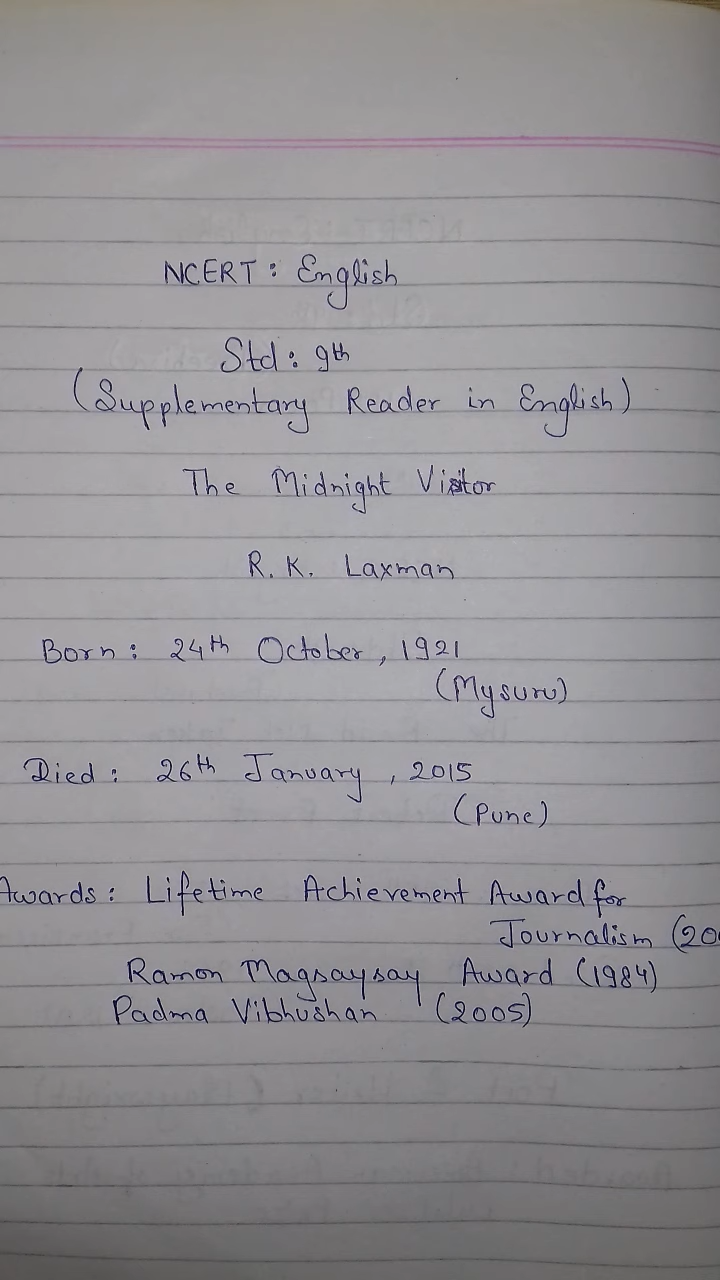 NCERT : English
Std : 9th
(Supplementary Reader in English)
The Midnight Visitor
R. K. Laxman
Born : 24th October, 1921
(Mysuru)
Died : 26th January, 2015
(Pune)
Awards : Lifetime Achievement Award for
Journalism
Ramon Magsaysay Award (1984)
Padma Vibhushan (2005)